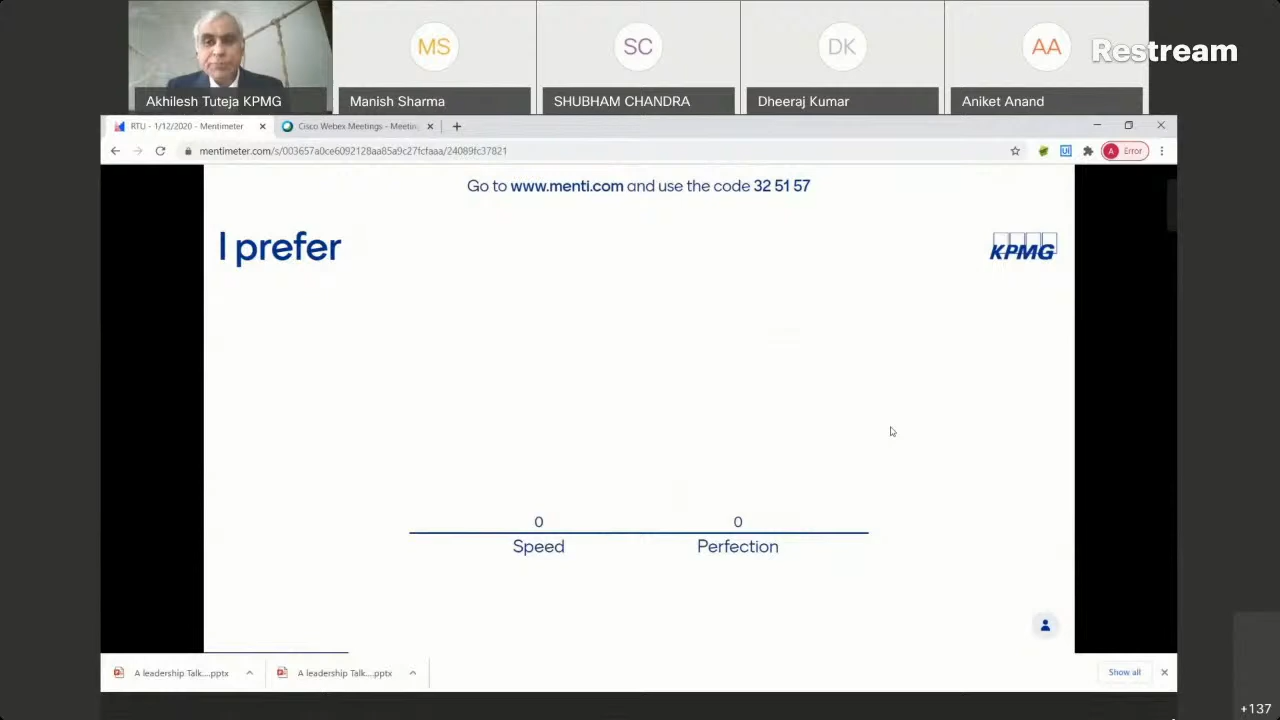 MS
SC
DK
AA
Restream
Akhilesh Tuteja KPMG
Manish Sharma
SHUBHAM CHANDRA
Dheeraj Kumar
Aniket Anand
RTU - 1/12/2020 - Mentimeter
Cisco Webex Meetings - Meetin
mentimeter.com/s/003657a0ce6092128aa85a9c27fcfaaa/24089fc37821
UI
A
Error
Go to www.menti.com and use the code 32 51 57
I prefer
KPMG
0
0
Speed
Perfection
A leadership Talk....pptx
A leadership Talk....pptx
Show all
+137